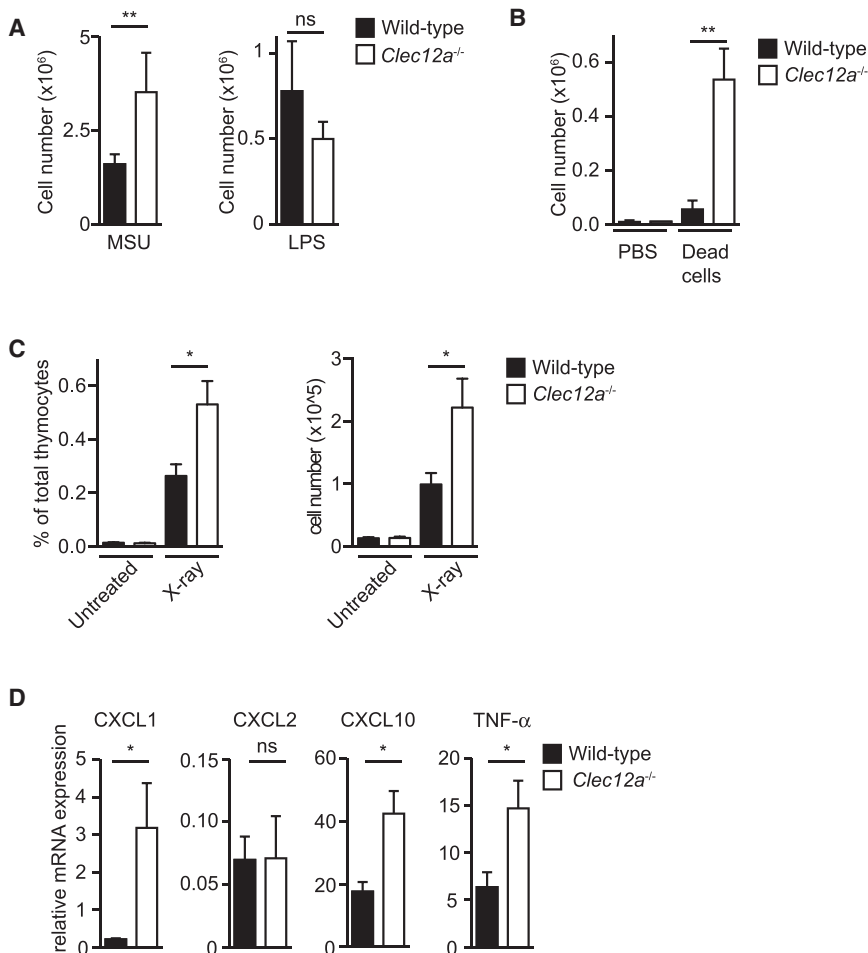 A
Cell number (x10⁶)
5
2.5
0
**
MSU
Cell number (x10⁶)
1
0.5
0
ns
LPS
Wild-type
Clec12a⁻/⁻
B
Cell number (x10⁶)
0.6
0.4
0.2
0.0
**
PBS
Dead
cells
Wild-type
Clec12a⁻/⁻
C
% of total thymocytes
0.6
0.4
0.2
0.0
*
Untreated
X-ray
cell number (x10^5)
3
2
1
0
*
Untreated
X-ray
Wild-type
Clec12a⁻/⁻
D
relative mRNA expression
CXCL1
5
4
3
2
1
0
*
CXCL2
0.15
0.10
0.05
0
ns
CXCL10
60
40
20
0
*
TNF-α
20
15
10
5
0
*
Wild-type
Clec12a⁻/⁻